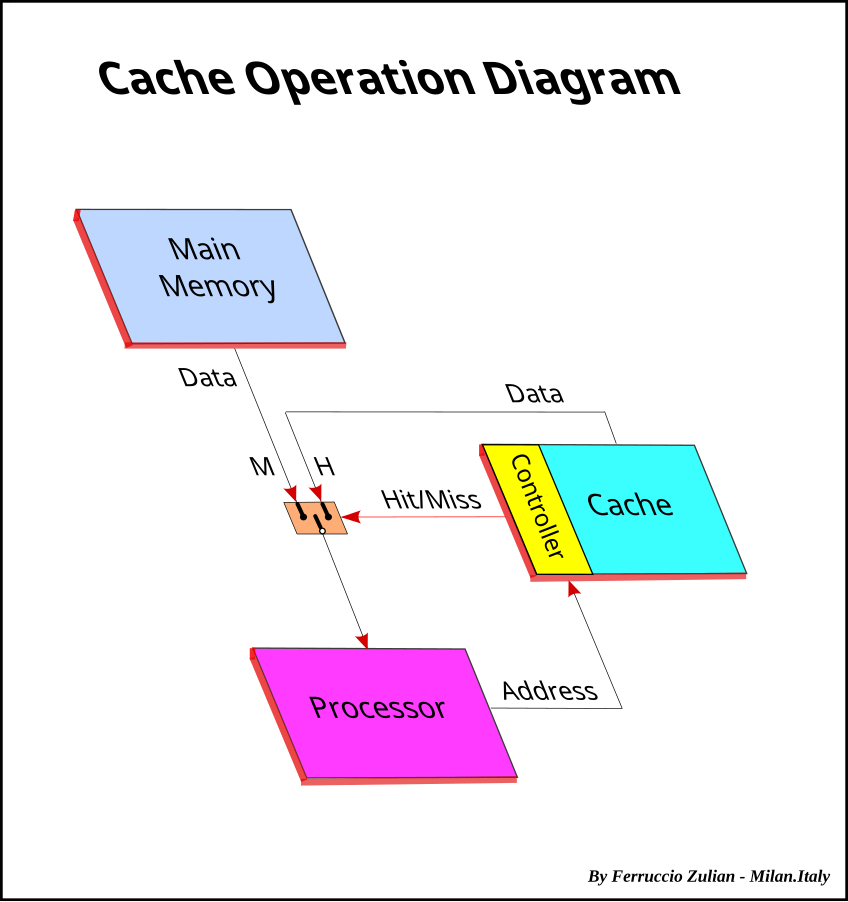 Cache Operation Diagram
Main
Memory
Data
Data
M
H
Hit/Miss
Controller
Cache
Address
Processor
By Ferruccio Zulian - Milan.Italy